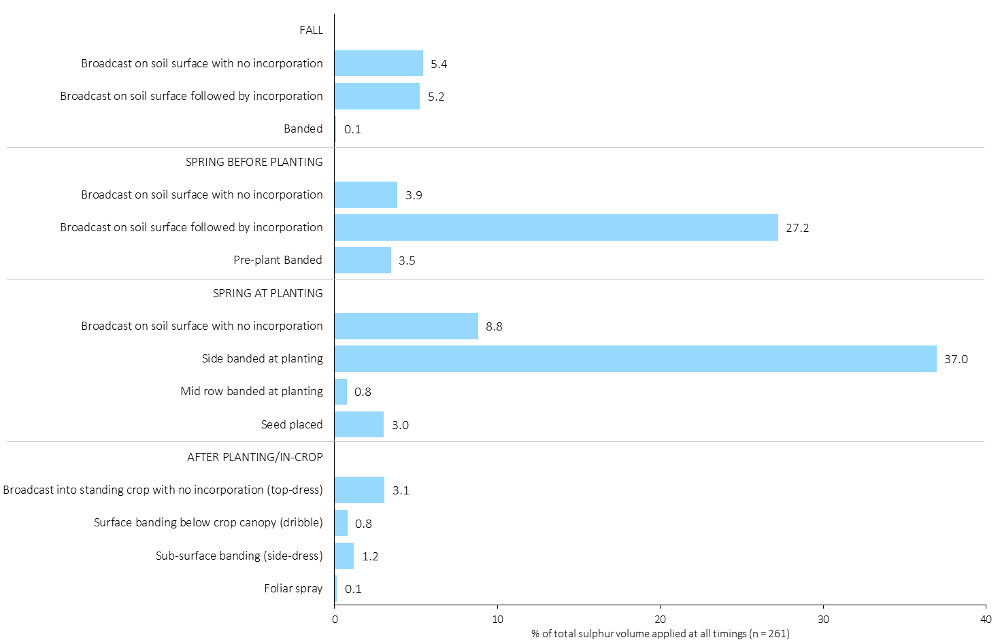 FALL
Broadcast on soil surface with no incorporation 5.4
Broadcast on soil surface followed by incorporation 5.2
Banded 0.1
SPRING BEFORE PLANTING
Broadcast on soil surface with no incorporation 3.9
Broadcast on soil surface followed by incorporation 27.2
Pre-plant Banded 3.5
SPRING AT PLANTING
Broadcast on soil surface with no incorporation 8.8
Side banded at planting 37.0
Mid row banded at planting 0.8
Seed placed 3.0
AFTER PLANTING/IN-CROP
Broadcast into standing crop with no incorporation (top-dress) 3.1
Surface banding below crop canopy (dribble) 0.8
Sub-surface banding (side-dress) 1.2
Foliar spray 0.1
0 10 20 30 40
% of total sulphur volume applied at all timings (n = 261)